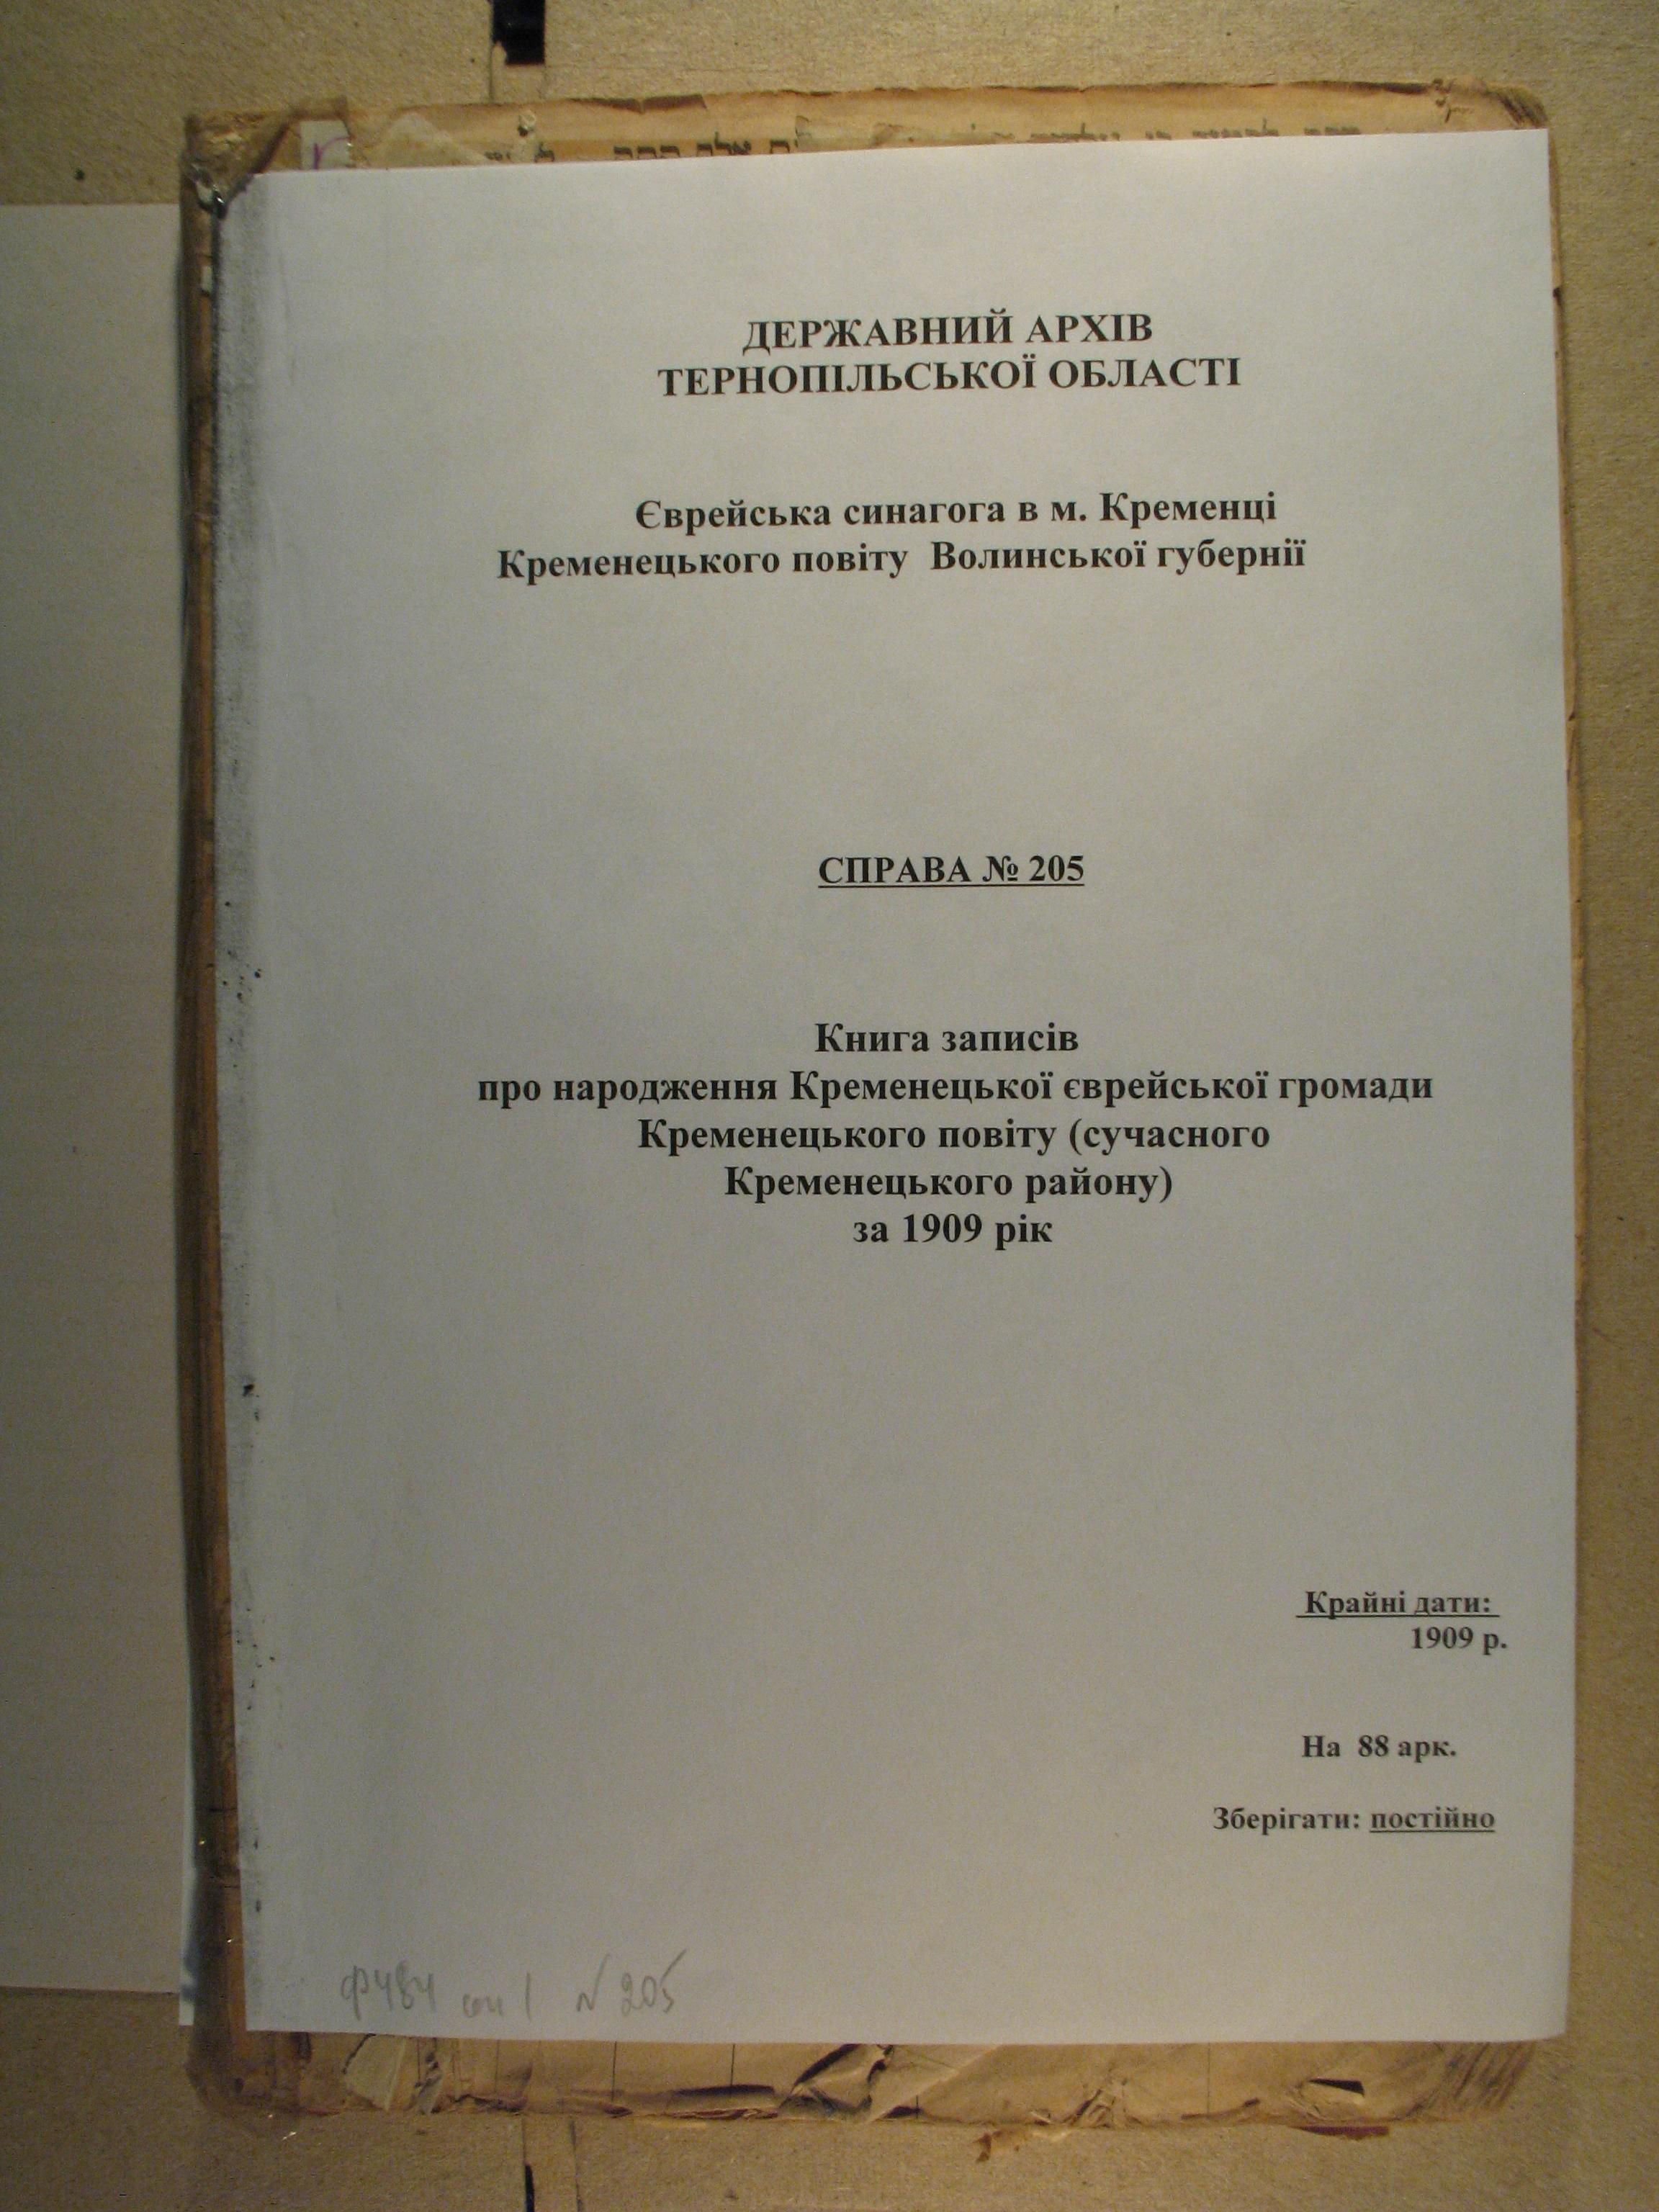 ДЕРЖАВНИЙ АРХІВ
ТЕРНОПІЛЬСЬКОЇ ОБЛАСТІ
Єврейська синагога в м. Кременці
Кременецького повіту Волинської губернії
СПРАВА № 205
Книга записів
про народження Кременецької єврейської громади
Кременецького повіту (сучасного
Кременецького району)
за 1909 рік
Крайні дати:
1909 р.
На 88 арк.
Зберігати: постійно
Ф484 оп 1 N 205